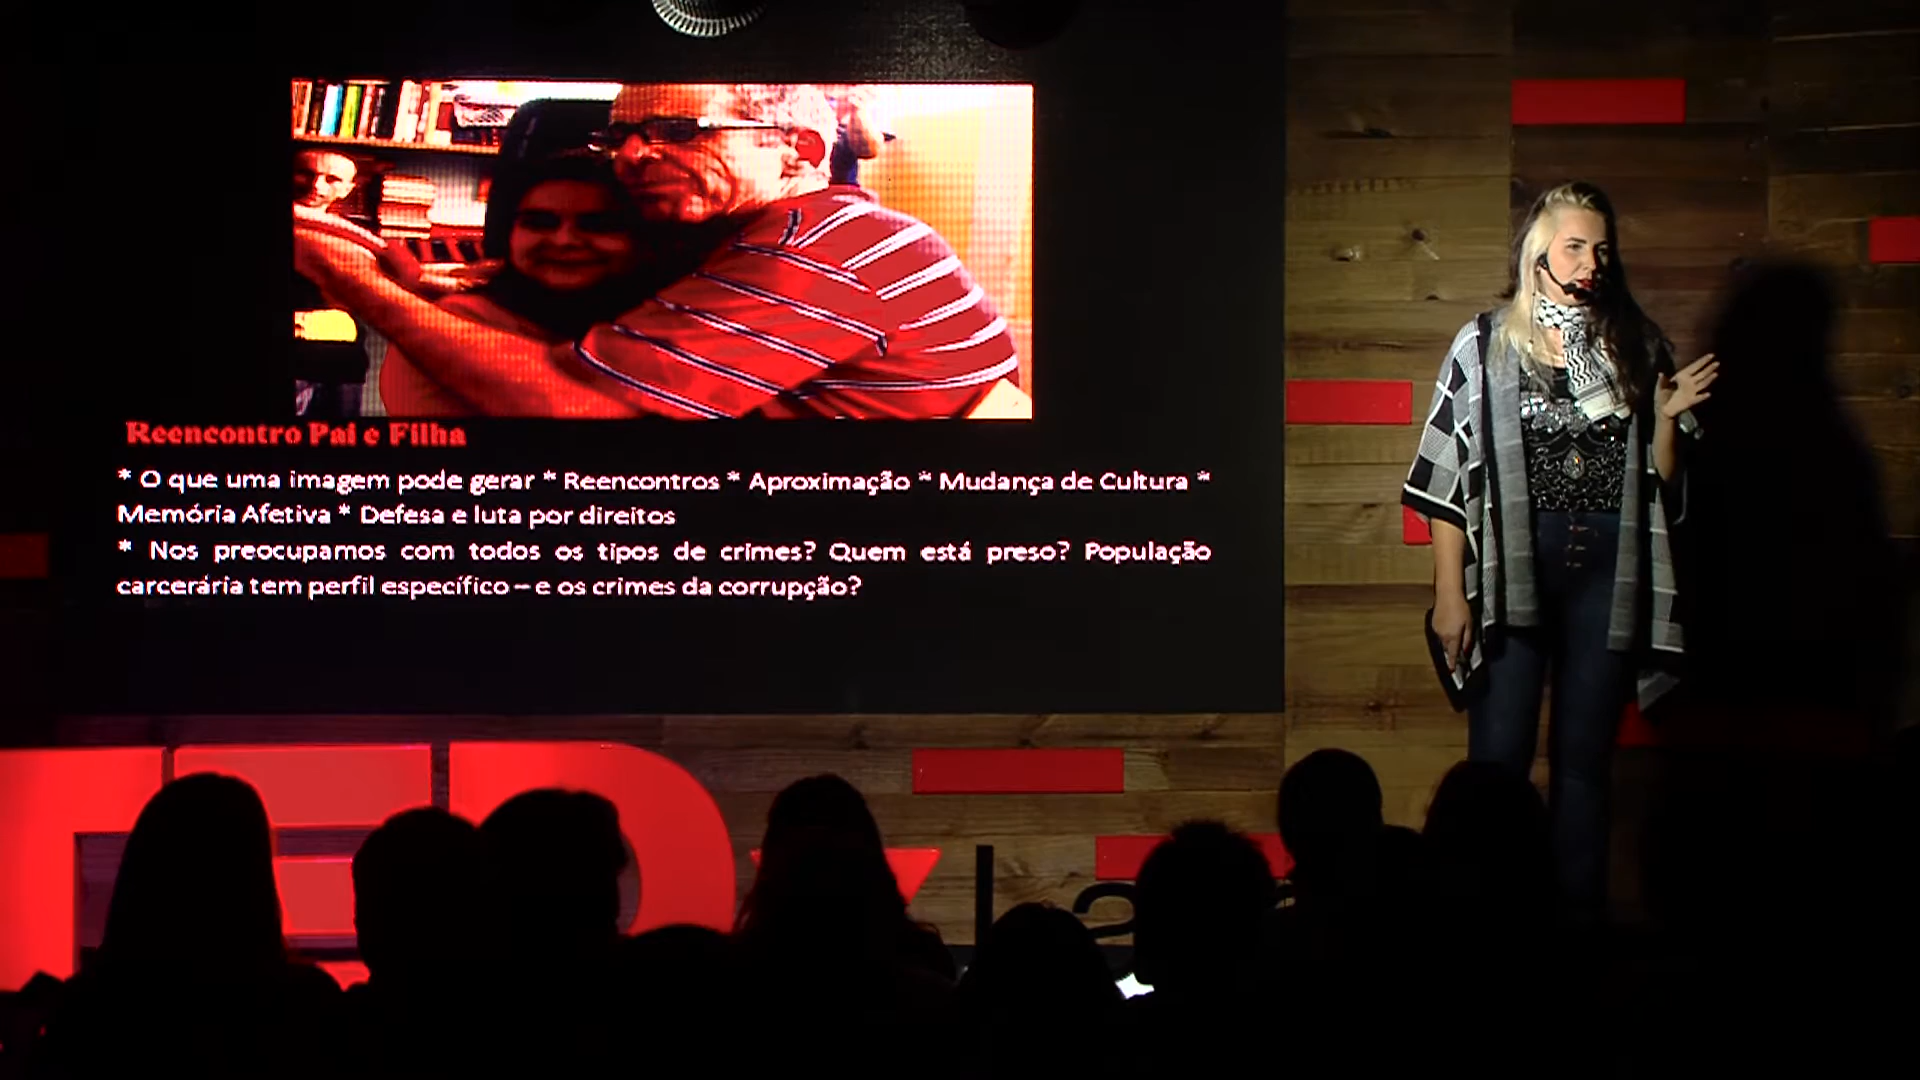 Reencontro Pai e Filha
* O que uma imagem pode gerar * Reencontros * Aproximação * Mudança de Cultura *
Memória Afetiva * Defesa e luta por direitos
* Nos preocupamos com todos os tipos de crimes? Quem está preso? População
carcerária tem perfil específico – e os crimes da corrupção?
TEDx